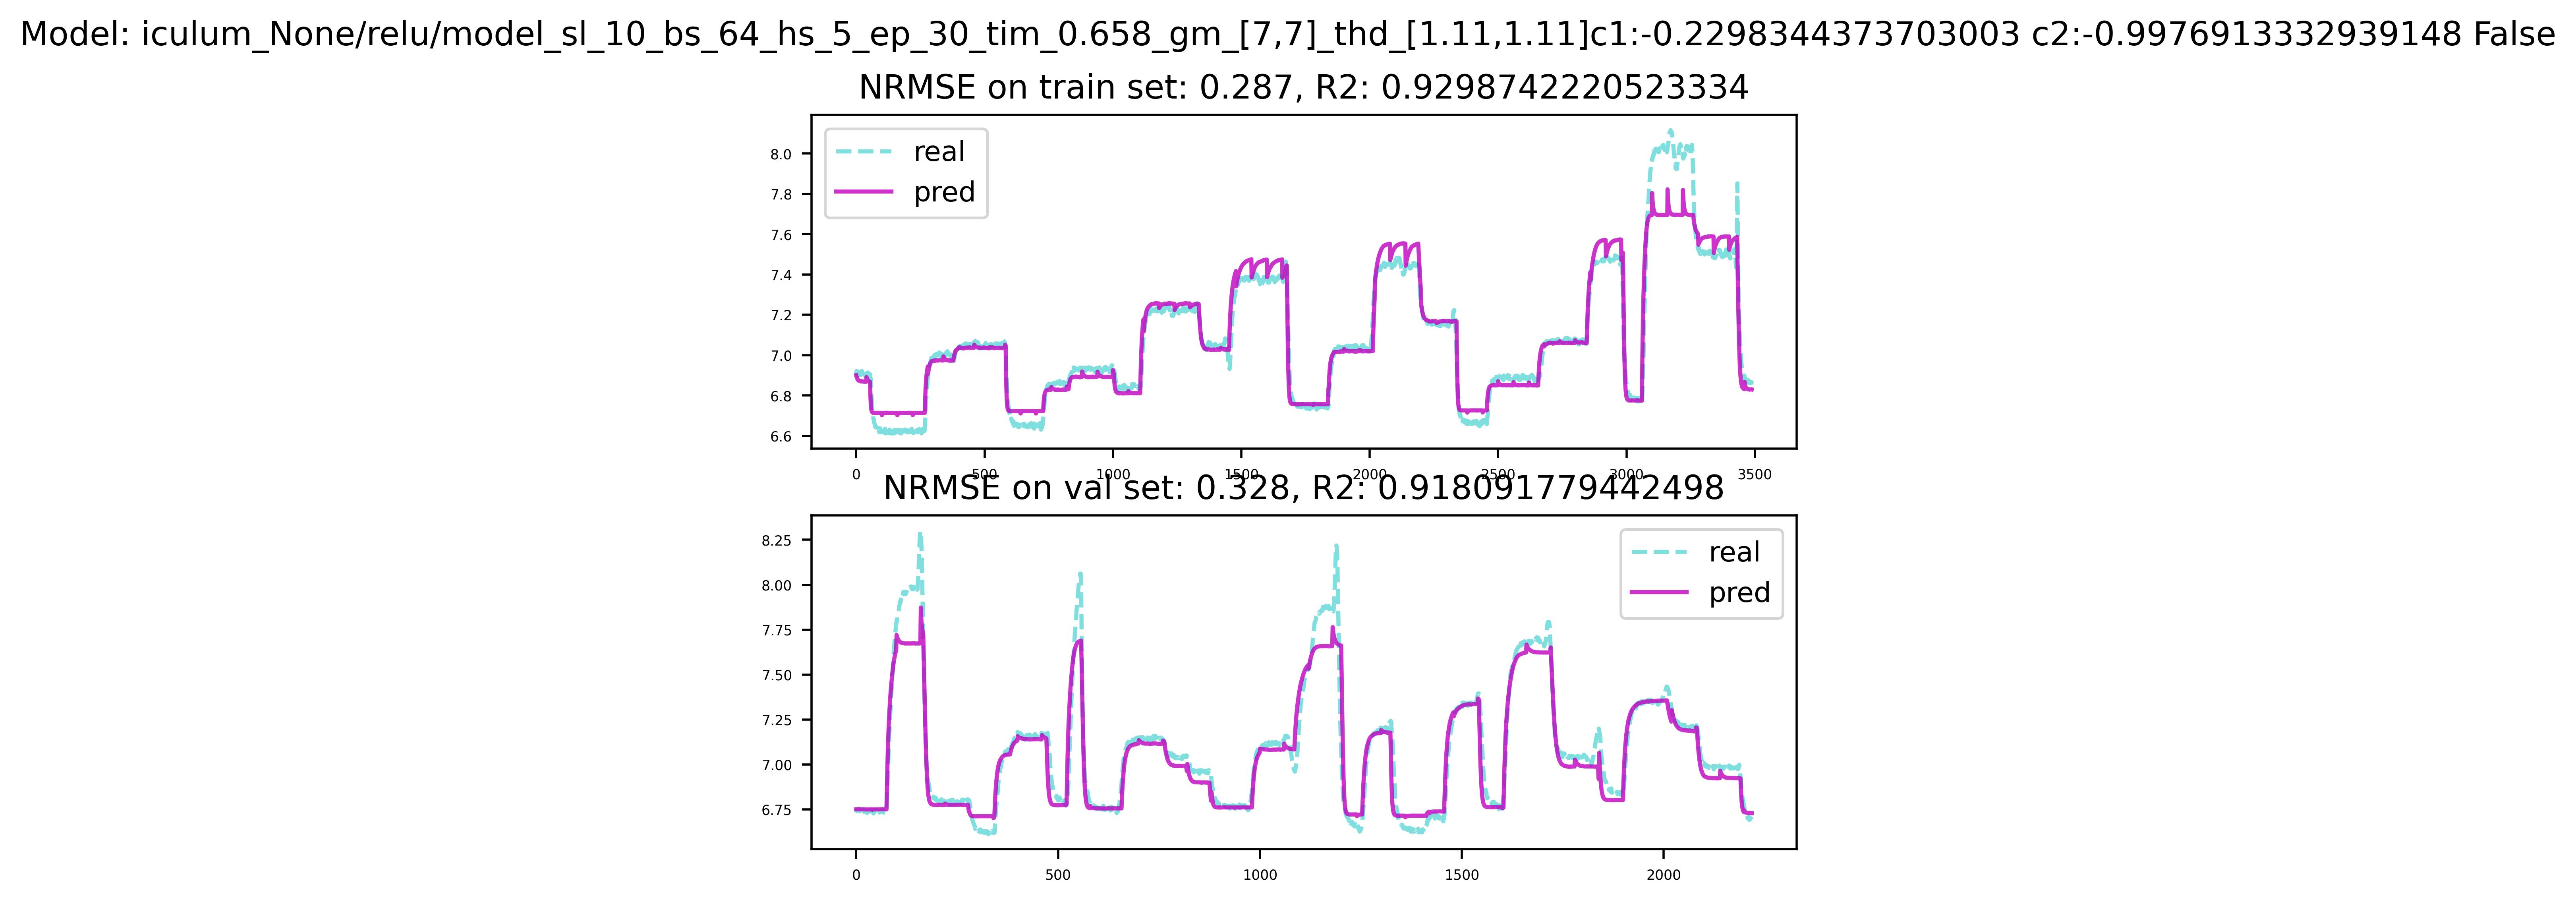 Model: iculum_None/relu/model_sl_10_bs_64_hs_5_ep_30_tim_0.658_gm_[7,7]_thd_[1.11,1.11]c1:-0.2298344373703003 c2:-0.9976913332939148 False
NRMSE on train set: 0.287, R2: 0.9298742220523334
real
pred
8.0
7.8
7.6
7.4
7.2
7.0
6.8
6.6
0 500 1000 1500 2000 2500 3000 3500
NRMSE on val set: 0.328, R2: 0.918091779442498
real
pred
8.25
8.00
7.75
7.50
7.25
7.00
6.75
0 500 1000 1500 2000